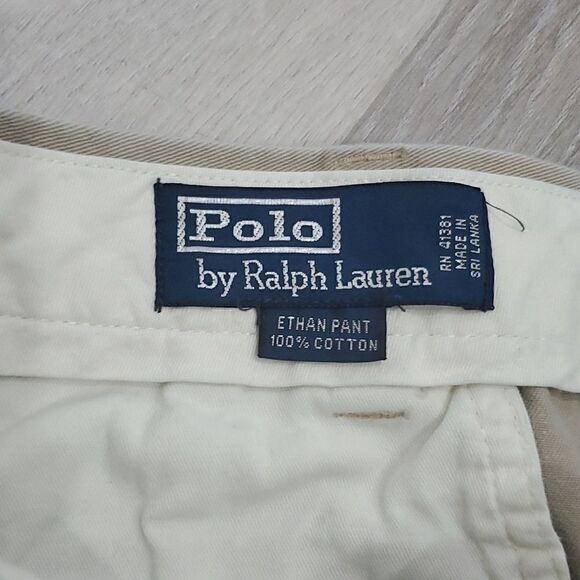 Polo
by Ralph Lauren
RN 41381
MADE IN
SRI LANKA
ETHAN PANT
100% COTTON